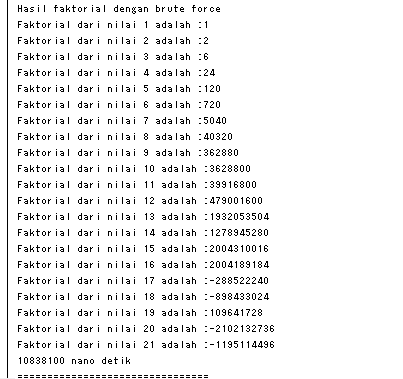 Hasil faktorial dengan brute force
Faktorial dari nilai 1 adalah :1
Faktorial dari nilai 2 adalah :2
Faktorial dari nilai 3 adalah :6
Faktorial dari nilai 4 adalah :24
Faktorial dari nilai 5 adalah :120
Faktorial dari nilai 6 adalah :720
Faktorial dari nilai 7 adalah :5040
Faktorial dari nilai 8 adalah :40320
Faktorial dari nilai 9 adalah :362880
Faktorial dari nilai 10 adalah :3628800
Faktorial dari nilai 11 adalah :39916800
Faktorial dari nilai 12 adalah :479001600
Faktorial dari nilai 13 adalah :1932053504
Faktorial dari nilai 14 adalah :1278945280
Faktorial dari nilai 15 adalah :2004310016
Faktorial dari nilai 16 adalah :2004189184
Faktorial dari nilai 17 adalah :-288522240
Faktorial dari nilai 18 adalah :-898433024
Faktorial dari nilai 19 adalah :109641728
Faktorial dari nilai 20 adalah :-2102132736
Faktorial dari nilai 21 adalah :-1195114496
10838100 nano detik
================================